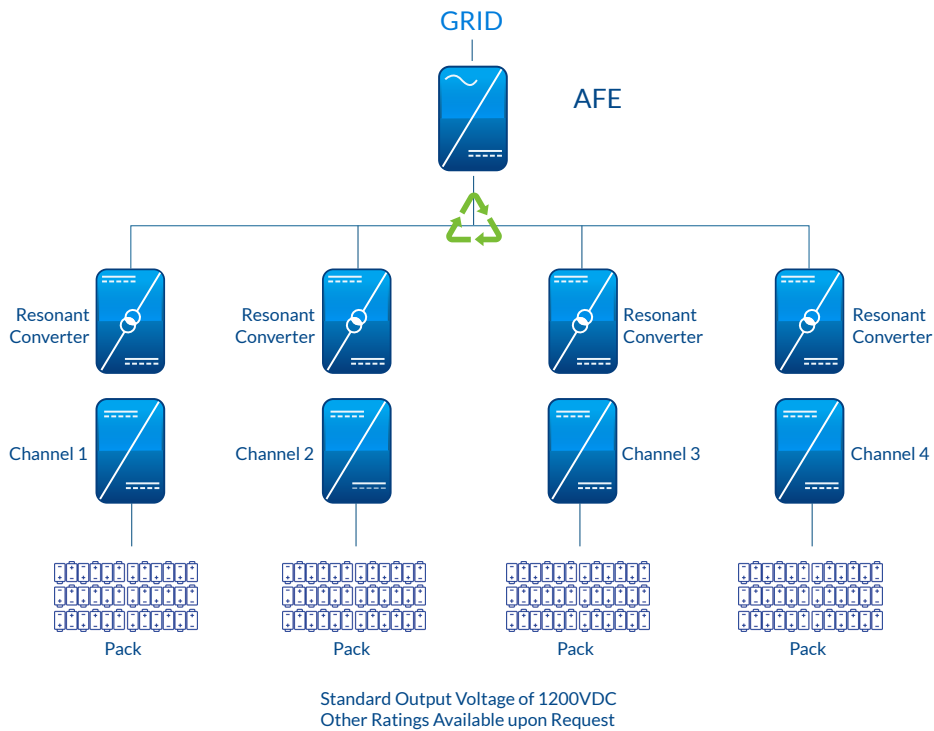 GRID
AFE
Resonant
Converter
Resonant
Converter
Resonant
Converter
Resonant
Converter
Channel 1
Channel 2
Channel 3
Channel 4
Pack
Pack
Pack
Pack
Standard Output Voltage of 1200VDC
Other Ratings Available upon Request